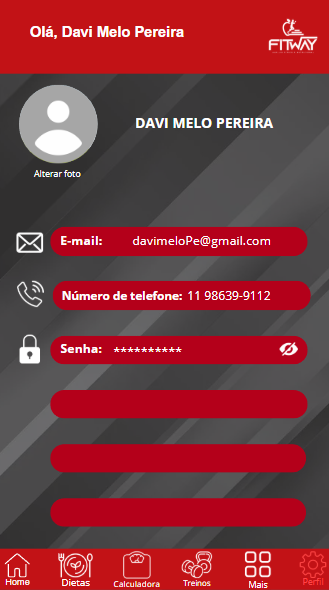 Olá, Davi Melo Pereira
FITWAY
DAVI MELO PEREIRA
Alterar foto
E-mail: davimeloPe@gmail.com
Número de telefone: 11 98639-9112
Senha: **********
Home Dietas Calculadora Treinos Mais Perfil